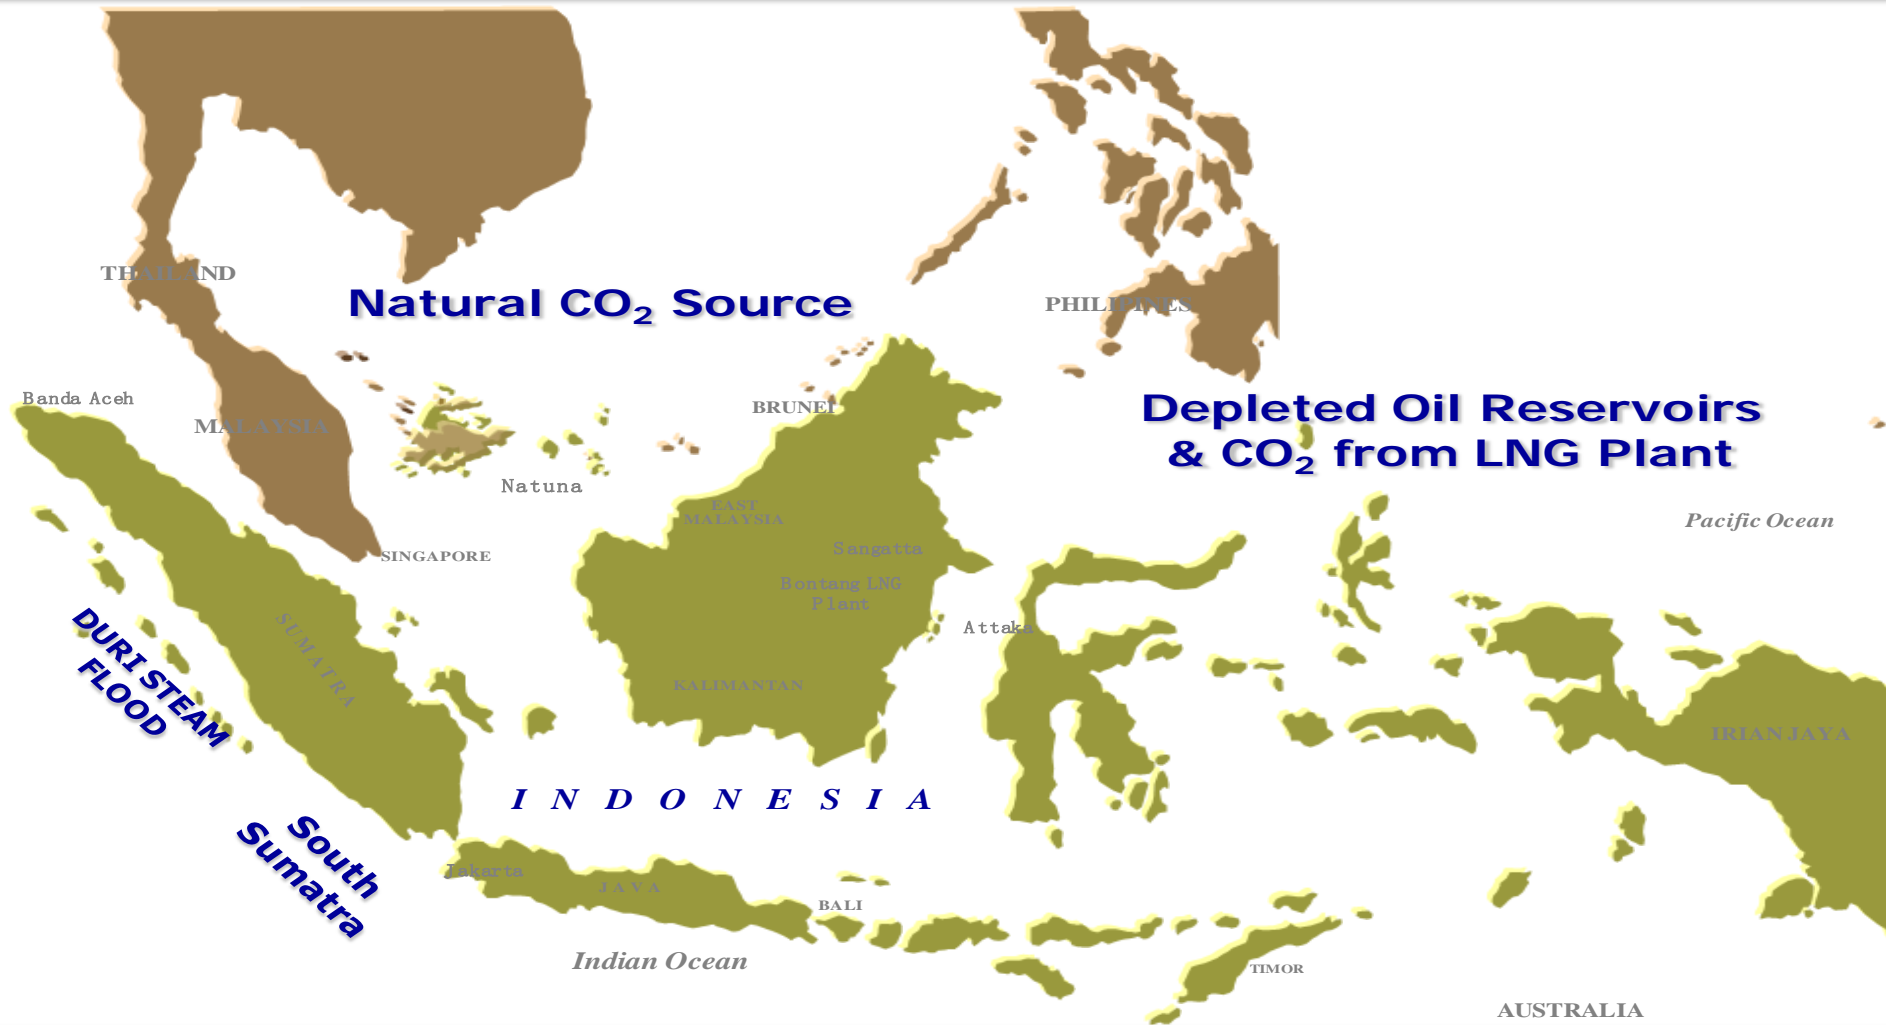 THAILAND
Natural CO₂ Source
PHILIPINES
Banda Aceh
MALAYSIA
BRUNEI
Depleted Oil Reservoirs
& CO₂ from LNG Plant
Natuna
EAST
MALAYSIA
Pacific Ocean
SINGAPORE
Sangatta
Bontang LNG
Plant
Attaka
DURI STEAM
FLOOD
SUMATRA
KALIMANTAN
IRIAN JAYA
INDONESIA
South
Sumatra
Jakarta
JAVA
BALI
Indian Ocean
TIMOR
AUSTRALIA